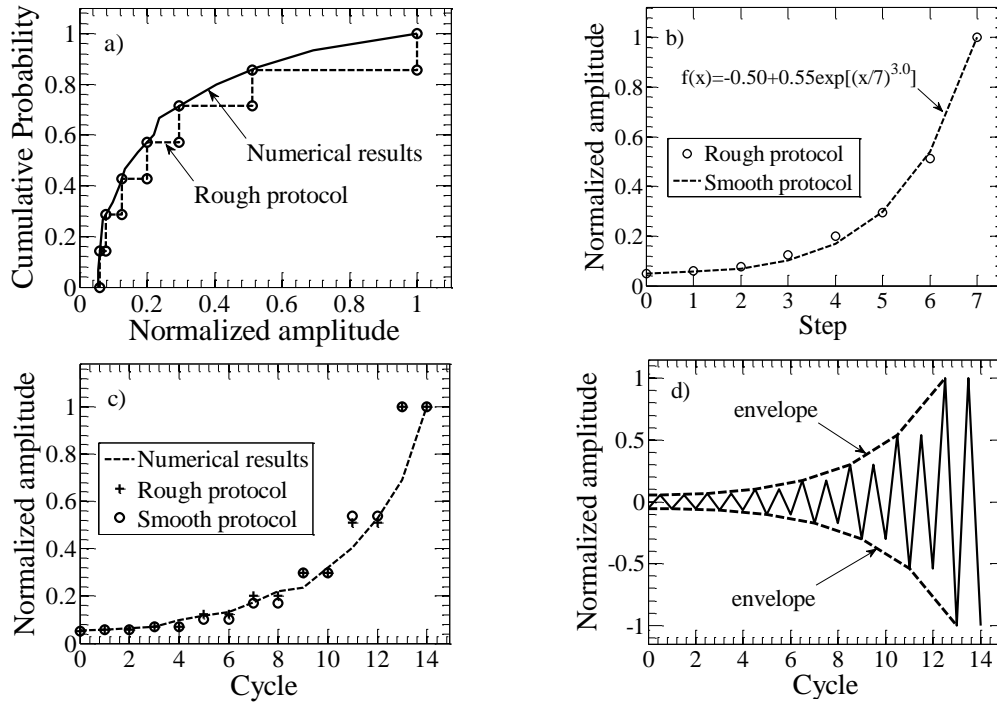 a)
Cumulative Probability
1
0.8
0.6
0.4
0.2
0
Numerical results
Rough protocol
0 0.2 0.4 0.6 0.8 1
Normalized amplitude
b)
Normalized amplitude
1
0.8
0.6
0.4
0.2
0
f(x)=-0.50+0.55exp[(x/7)^3.0]
Rough protocol
Smooth protocol
0 1 2 3 4 5 6 7
Step
c)
Normalized amplitude
1
0.8
0.6
0.4
0.2
0
Numerical results
Rough protocol
Smooth protocol
0 2 4 6 8 10 12 14
Cycle
d)
Normalized amplitude
1
0.5
0
-0.5
-1
envelope
envelope
0 2 4 6 8 10 12 14
Cycle